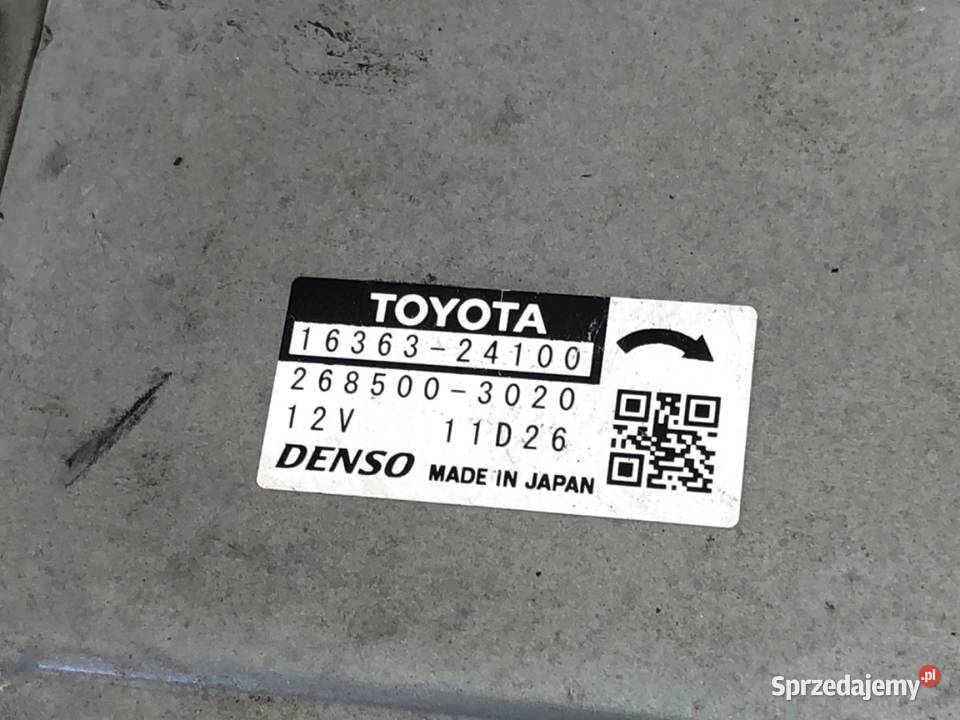 TOYOTA
16363-24100
268500-3020
12V 11D26
DENSO MADE IN JAPAN
Sprzedajemy.pl